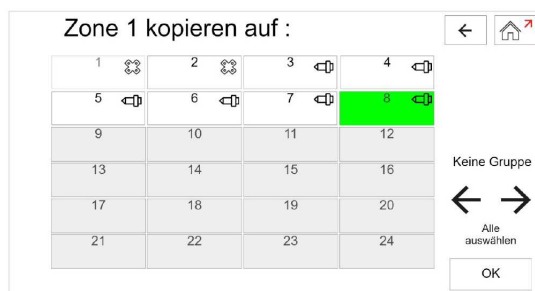 Zone 1 kopieren auf :
1 2 3 4
5 6 7 8
9 10 11 12
13 14 15 16
17 18 19 20
21 22 23 24
Keine Gruppe
Alle
auswählen
OK